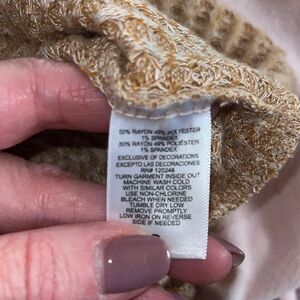 50% RAYON 49% POLYESTER
1% SPANDEX
50% RAYON 49% POLYESTER
1% SPANDEX
EXCLUSIVE OF DECORATIONS
EXCEPTO LAS DECORACIONES
RN# 120246
TURN GARMENT INSIDE OUT
MACHINE WASH COLD
WITH SIMILAR COLORS
USE NON-CHLORINE
BLEACH WHEN NEEDED
TUMBLE DRY LOW
REMOVE PROMPTLY
LOW IRON ON REVERSE
SIDE IF NEEDED